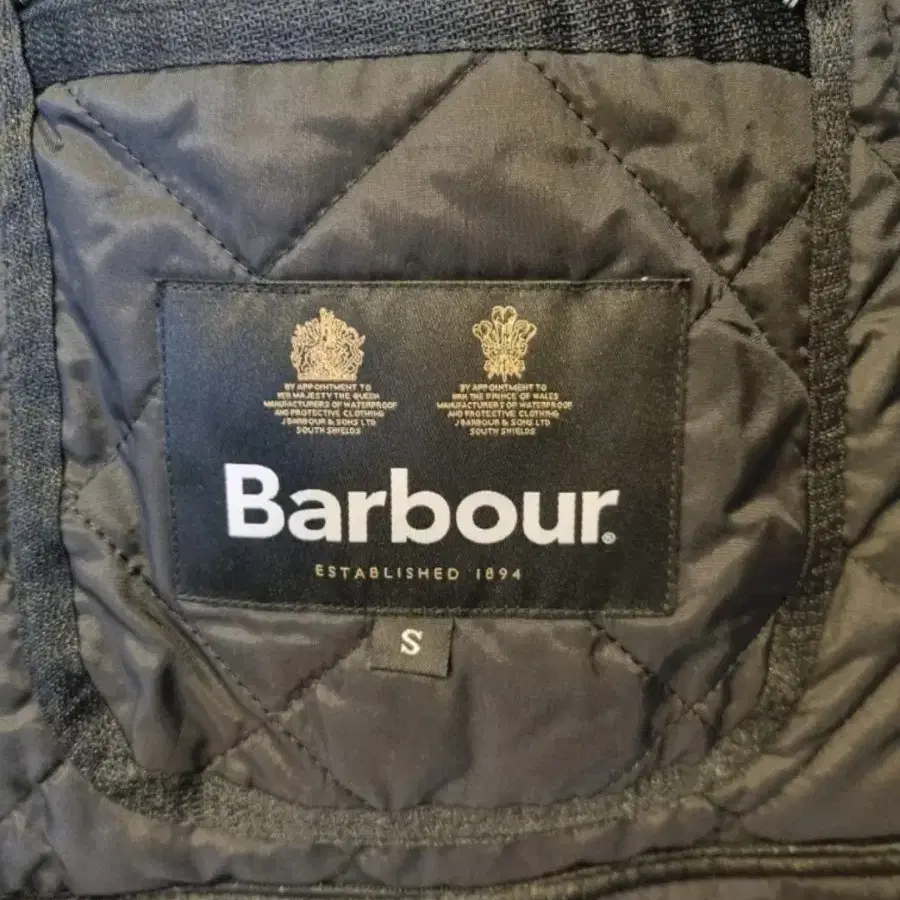 BY APPOINTMENT TO
HER MAJESTY THE QUEEN
MANUFACTURERS OF WATERPROOF
AND PROTECTIVE CLOTHING
J BARBOUR & SONS LTD
SOUTH SHIELDS
BY APPOINTMENT TO
HRH THE PRINCE OF WALES
MANUFACTURERS OF WATERPROOF
AND PROTECTIVE CLOTHING
J BARBOUR & SONS LTD
SOUTH SHIELDS
Barbour®
ESTABLISHED 1894
S